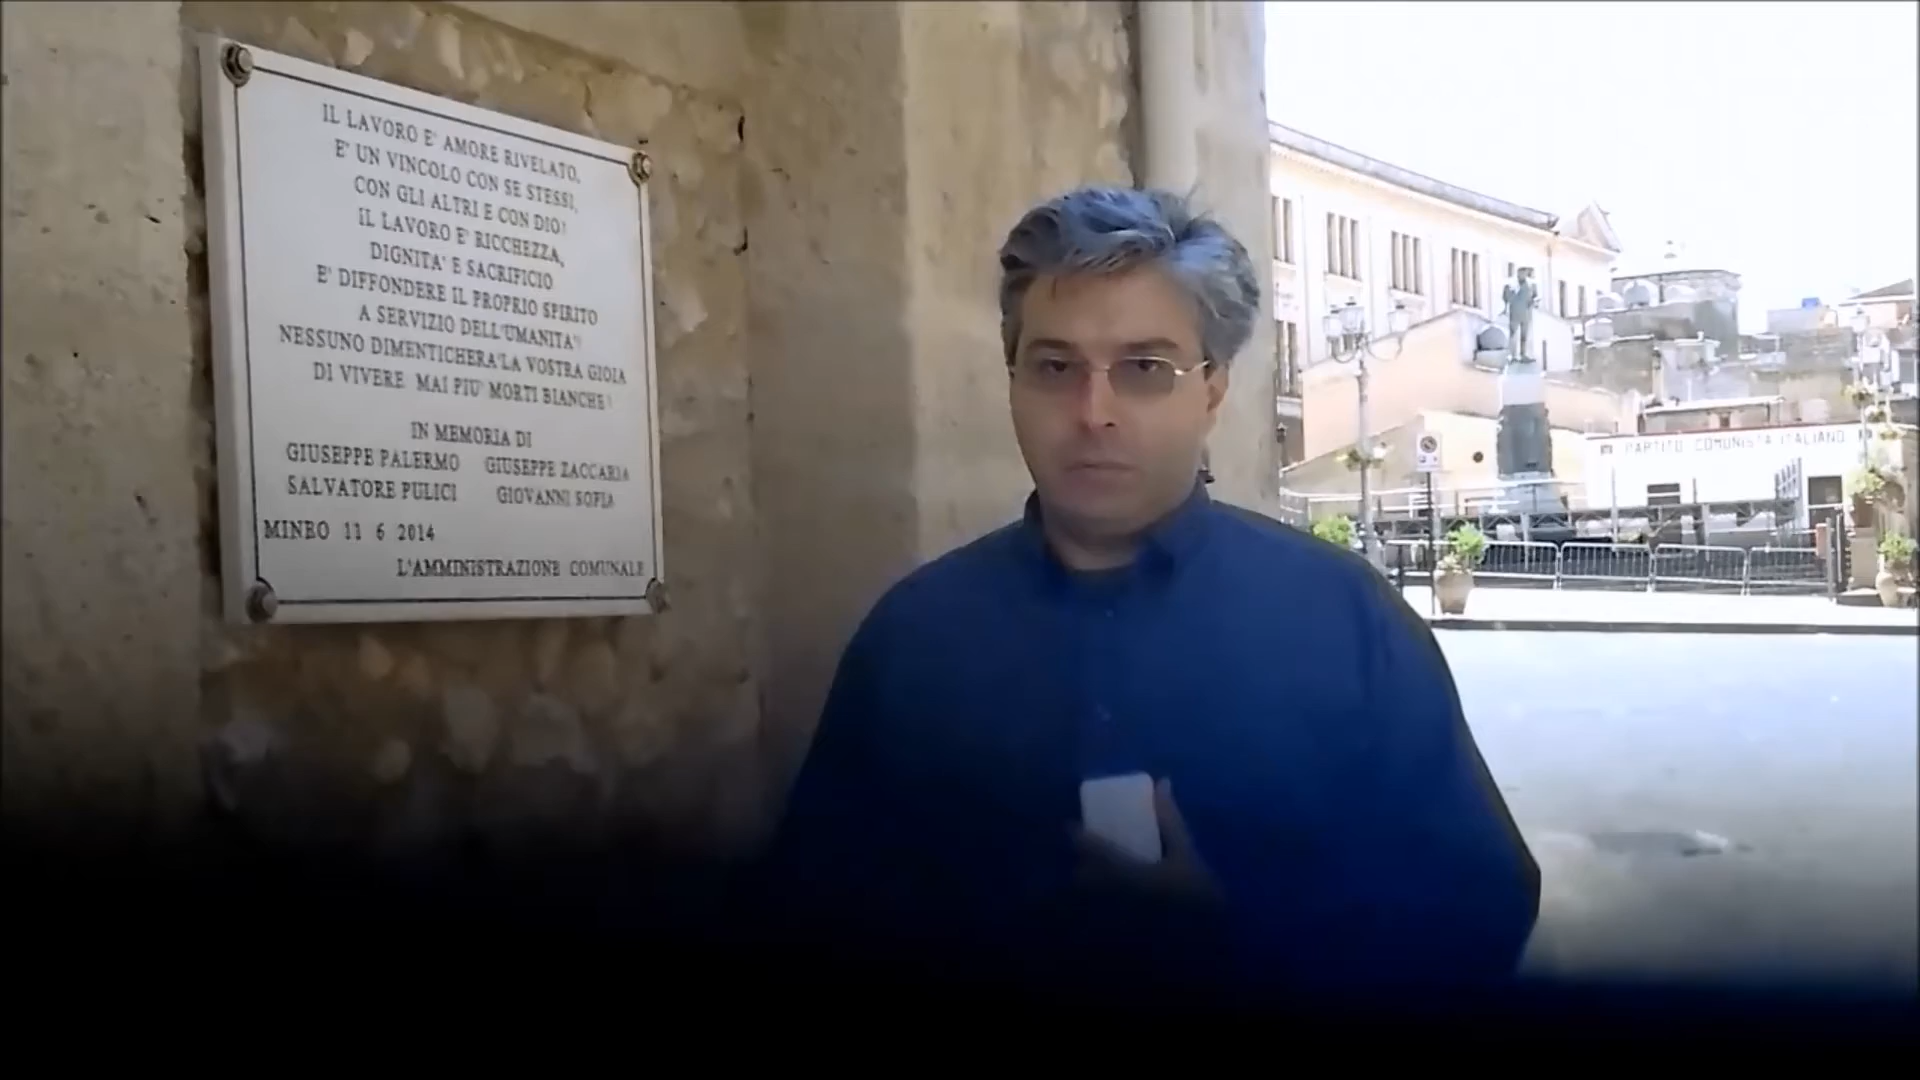 IL LAVORO E' AMORE RIVELATO,
E' UN VINCOLO CON SE STESSI,
CON GLI ALTRI E CON DIO!
IL LAVORO E' RICCHEZZA,
DIGNITA' E SACRIFICIO
E' DIFFONDERE IL PROPRIO SPIRITO
A SERVIZIO DELL'UMANITA'!
NESSUNO DIMENTICHERA' LA VOSTRA GIOIA
DI VIVERE MAI PIU' MORTI BIANCHE!
IN MEMORIA DI
GIUSEPPE PALERMO GIUSEPPE ZACCARIA
SALVATORE PULICI GIOVANNI SOFIA
MINEO 11 6 2014
L'AMMINISTRAZIONE COMUNALE
PARTITO COMUNISTA ITALIANO